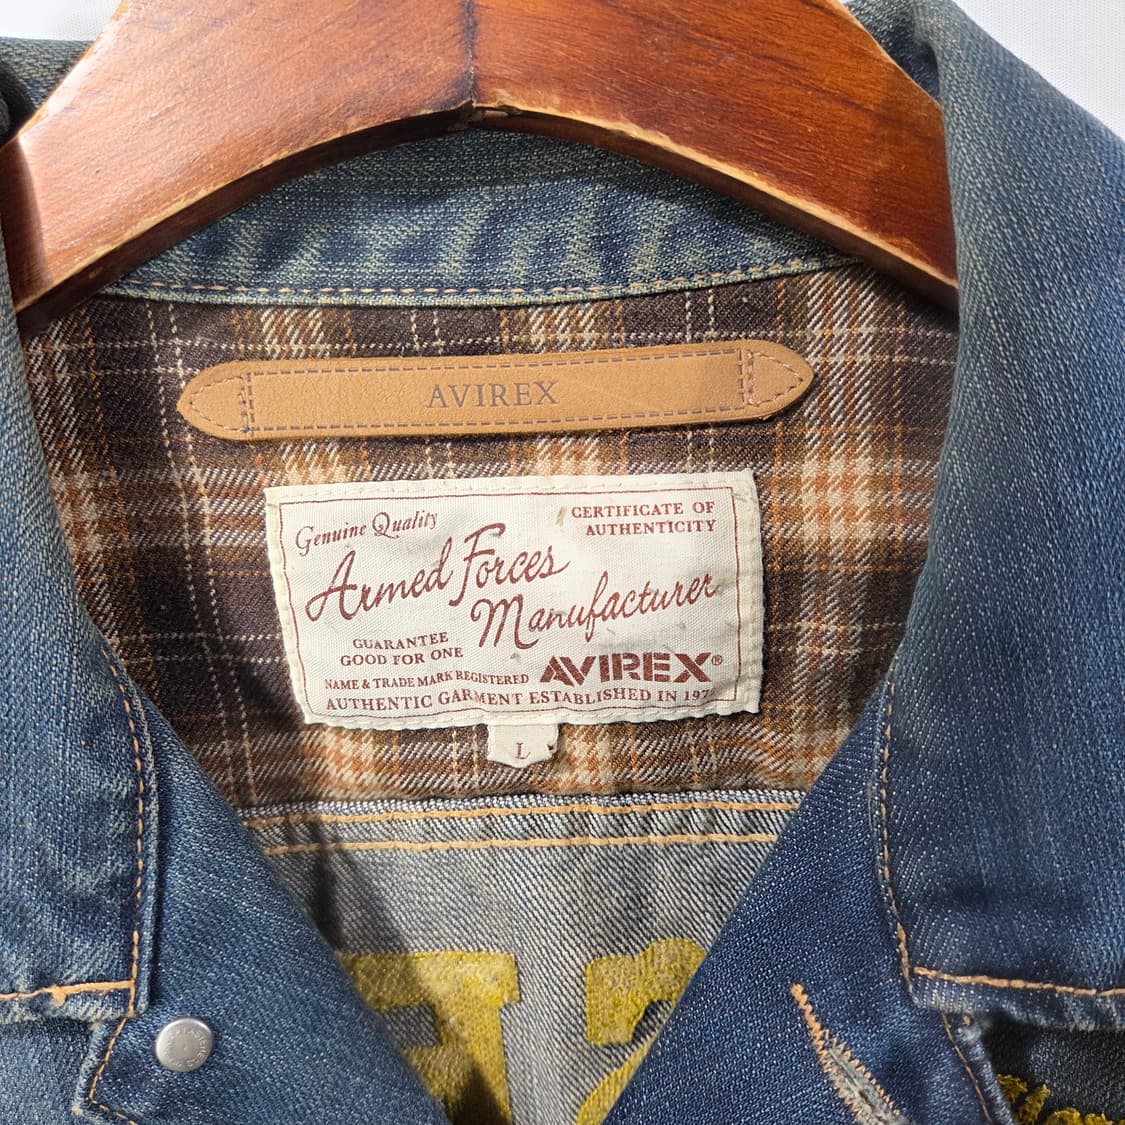 AVIREX
Genuine Quality
CERTIFICATE OF
AUTHENTICITY
Armed Forces
Manufacturer
GUARANTEE
GOOD FOR ONE
NAME & TRADE MARK REGISTERED
AVIREX®
AUTHENTIC GARMENT ESTABLISHED IN
L